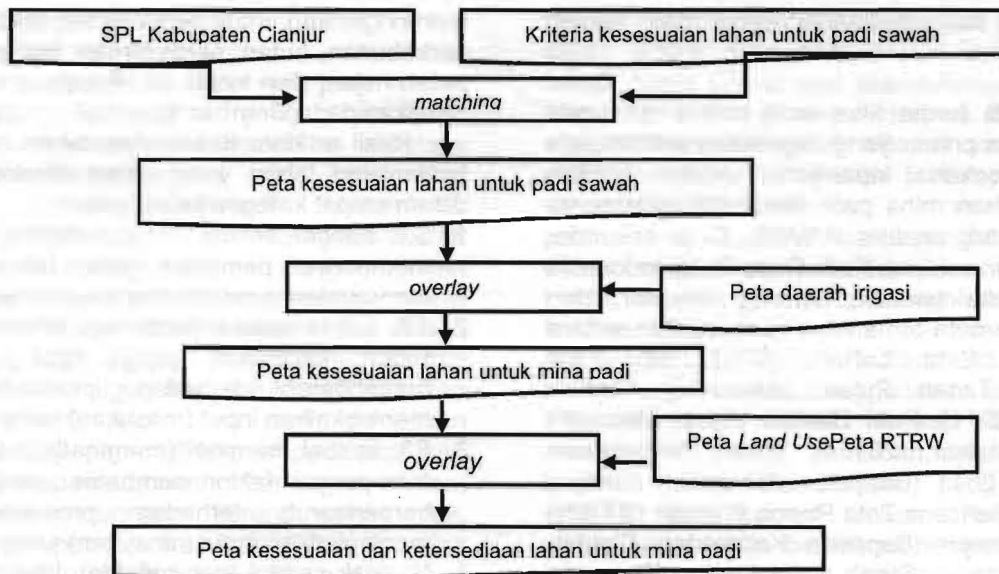 SPL Kabupaten Cianjur
Kriteria kesesuaian lahan untuk padi sawah
matching
Peta kesesuaian lahan untuk padi sawah
overlay
Peta daerah irigasi
Peta kesesuaian lahan untuk mina padi
overlay
Peta Land UsePeta RTRW
Peta kesesuaian dan ketersediaan lahan untuk mina padi